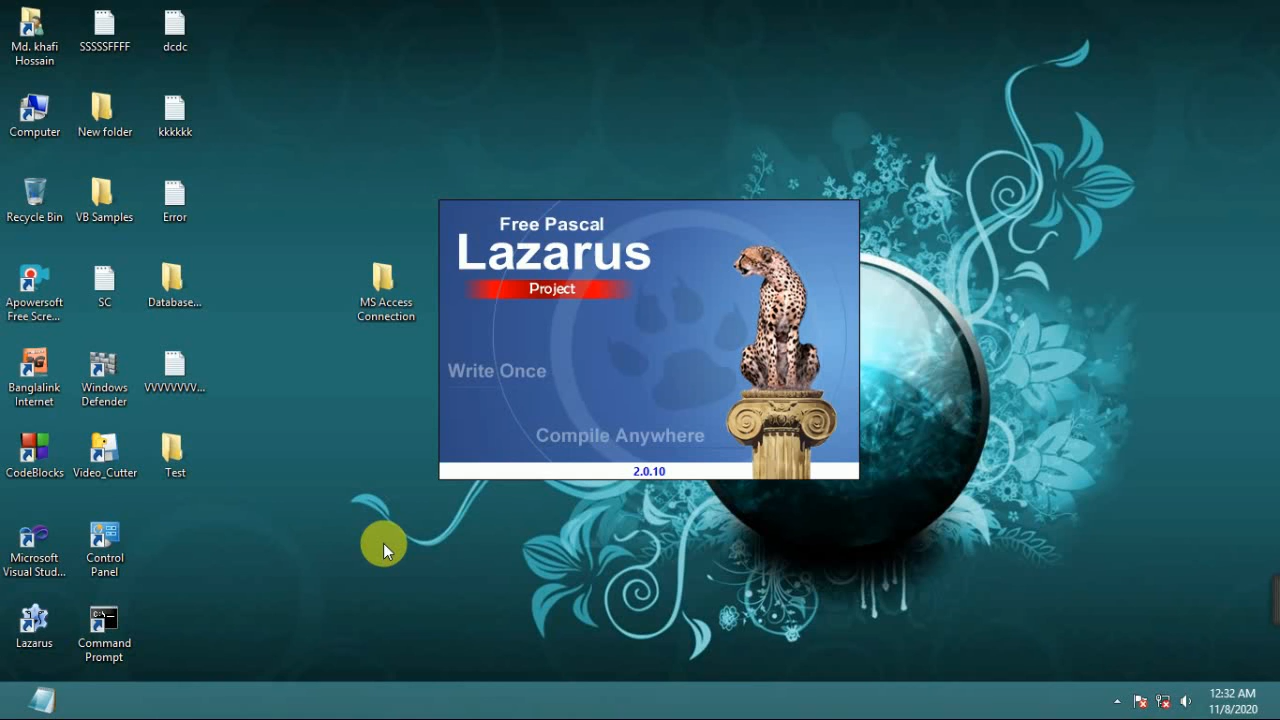 Md. khafi
Hossain
SSSSSFFFF
dcdc
Computer
New folder
kkkkkk
Recycle Bin
VB Samples
Error
Apowersoft
Free Scre...
SC
Database...
MS Access
Connection
Banglalink
Internet
Windows
Defender
VVVVVVVV...
CodeBlocks
Video_Cutter
Test
Microsoft
Visual Stud...
Control
Panel
Lazarus
Command
Prompt
Free Pascal
Lazarus
Project
Write Once
Compile Anywhere
2.0.10
12:32 AM
11/8/2020